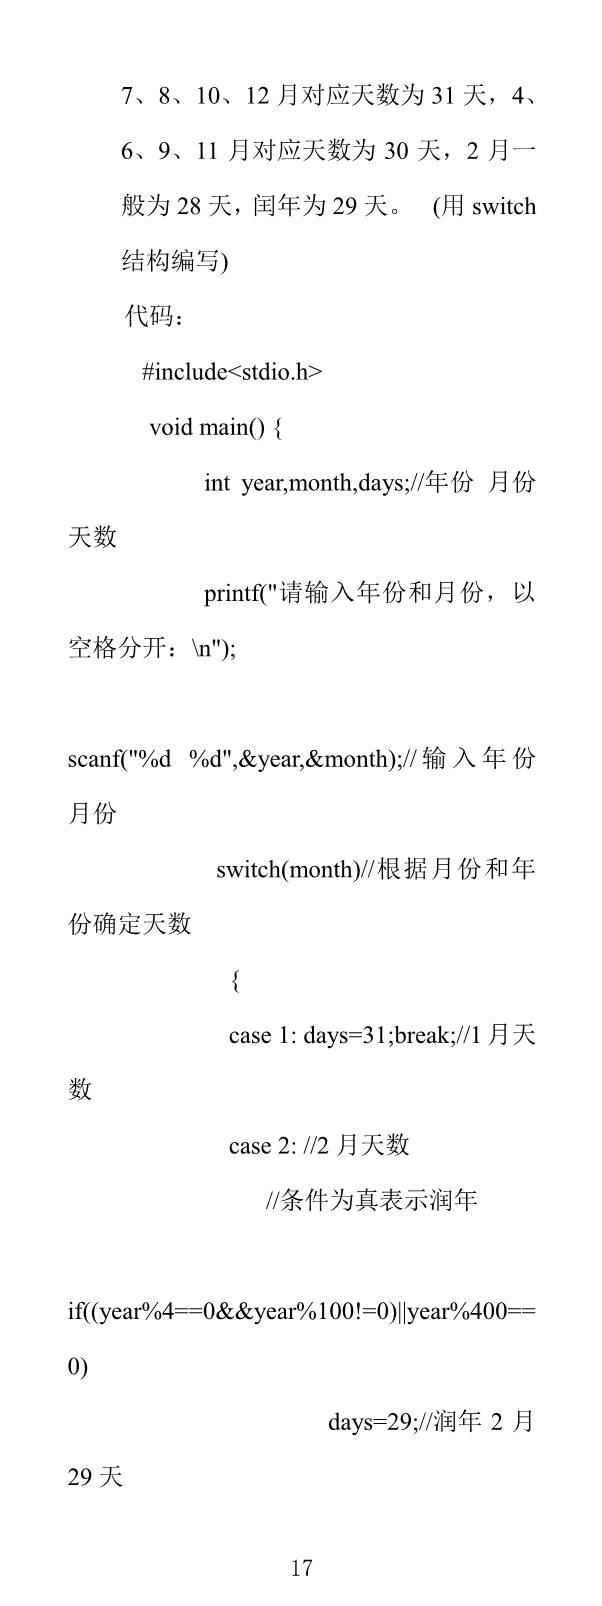 7、8、10、12 月对应天数为 31 天，4、
6、9、11 月对应天数为 30 天，2 月一
般为 28 天，闰年为 29 天。 (用 switch
结构编写)
代码：
#include<stdio.h>
void main() {
int year,month,days;//年份 月份
天数
printf("请输入年份和月份，以
空格分开：\n");
scanf("%d %d",&year,&month);//输入年份
月份
switch(month)//根据月份和年
份确定天数
{
case 1: days=31;break;//1 月天
数
case 2: //2 月天数
//条件为真表示润年
if((year%4==0&&year%100!=0)||year%400==
0)
days=29;//润年 2 月
29 天
17